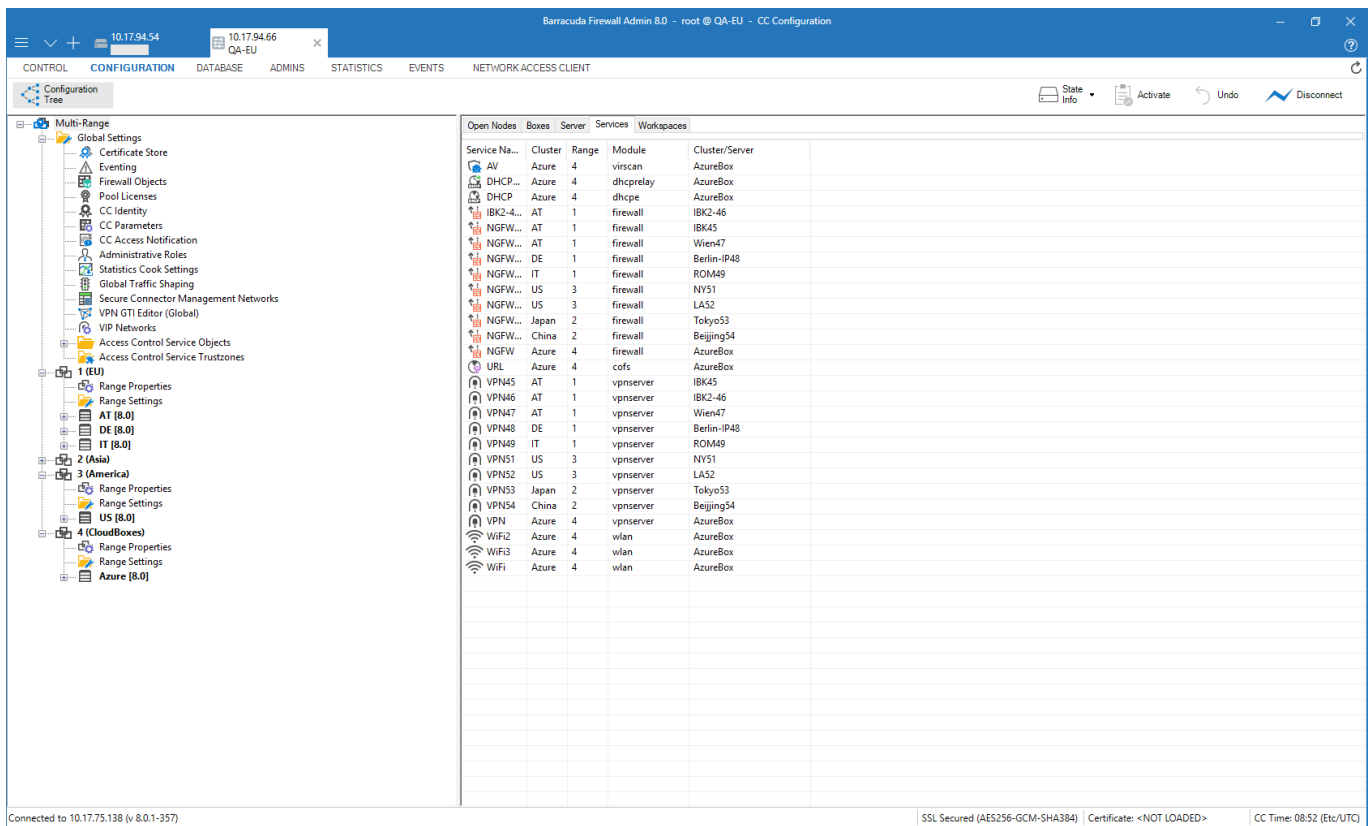 Barracuda Firewall Admin 8.0 - root @ QA-EU - CC Configuration
10.17.94.54
10.17.94.66
QA-EU
CONTROL CONFIGURATION DATABASE ADMINS STATISTICS EVENTS NETWORK ACCESS CLIENT
Configuration Tree
State Info Activate Undo Disconnect
Multi-Range
Global Settings
Certificate Store
Eventing
Firewall Objects
Pool Licenses
CC Identity
CC Parameters
CC Access Notification
Administrative Roles
Statistics Cook Settings
Global Traffic Shaping
Secure Connector Management Networks
VPN GTI Editor (Global)
VIP Networks
Access Control Service Objects
Access Control Service Trustzones
1 (EU)
Range Properties
Range Settings
AT [8.0]
DE [8.0]
IT [8.0]
2 (Asia)
3 (America)
Range Properties
Range Settings
US [8.0]
4 (CloudBoxes)
Range Properties
Range Settings
Azure [8.0]
Open Nodes Boxes Server Services Workspaces
Service Na... Cluster Range Module Cluster/Server
AV Azure 4 virscan AzureBox
DHCP... Azure 4 dhcprelay AzureBox
DHCP Azure 4 dhcpe AzureBox
IBK2-4... AT 1 firewall IBK2-46
NGFW... AT 1 firewall IBK45
NGFW... AT 1 firewall Wien47
NGFW... DE 1 firewall Berlin-IP48
NGFW... IT 1 firewall ROM49
NGFW... US 3 firewall NY51
NGFW... US 3 firewall LA52
NGFW... Japan 2 firewall Tokyo53
NGFW... China 2 firewall Beijjing54
NGFW Azure 4 firewall AzureBox
URL Azure 4 cofs AzureBox
VPN45 AT 1 vpnserver IBK45
VPN46 AT 1 vpnserver IBK2-46
VPN47 AT 1 vpnserver Wien47
VPN48 DE 1 vpnserver Berlin-IP48
VPN49 IT 1 vpnserver ROM49
VPN51 US 3 vpnserver NY51
VPN52 US 3 vpnserver LA52
VPN53 Japan 2 vpnserver Tokyo53
VPN54 China 2 vpnserver Beijjing54
VPN Azure 4 vpnserver AzureBox
WiFi2 Azure 4 wlan AzureBox
WiFi3 Azure 4 wlan AzureBox
WiFi Azure 4 wlan AzureBox
Connected to 10.17.75.138 (v 8.0.1-357) SSL Secured (AES256-GCM-SHA384) Certificate: <NOT LOADED> CC Time: 08:52 (Etc/UTC)